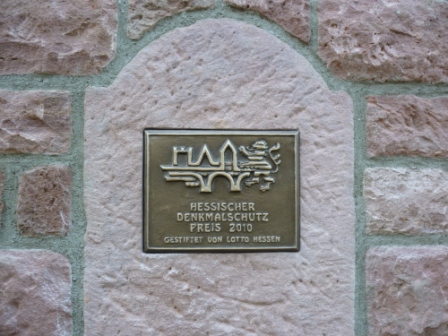 HESSISCHER
DENKMALSCHUTZ
PREIS 2010
GESTIFTET VON LOTTO HESSEN